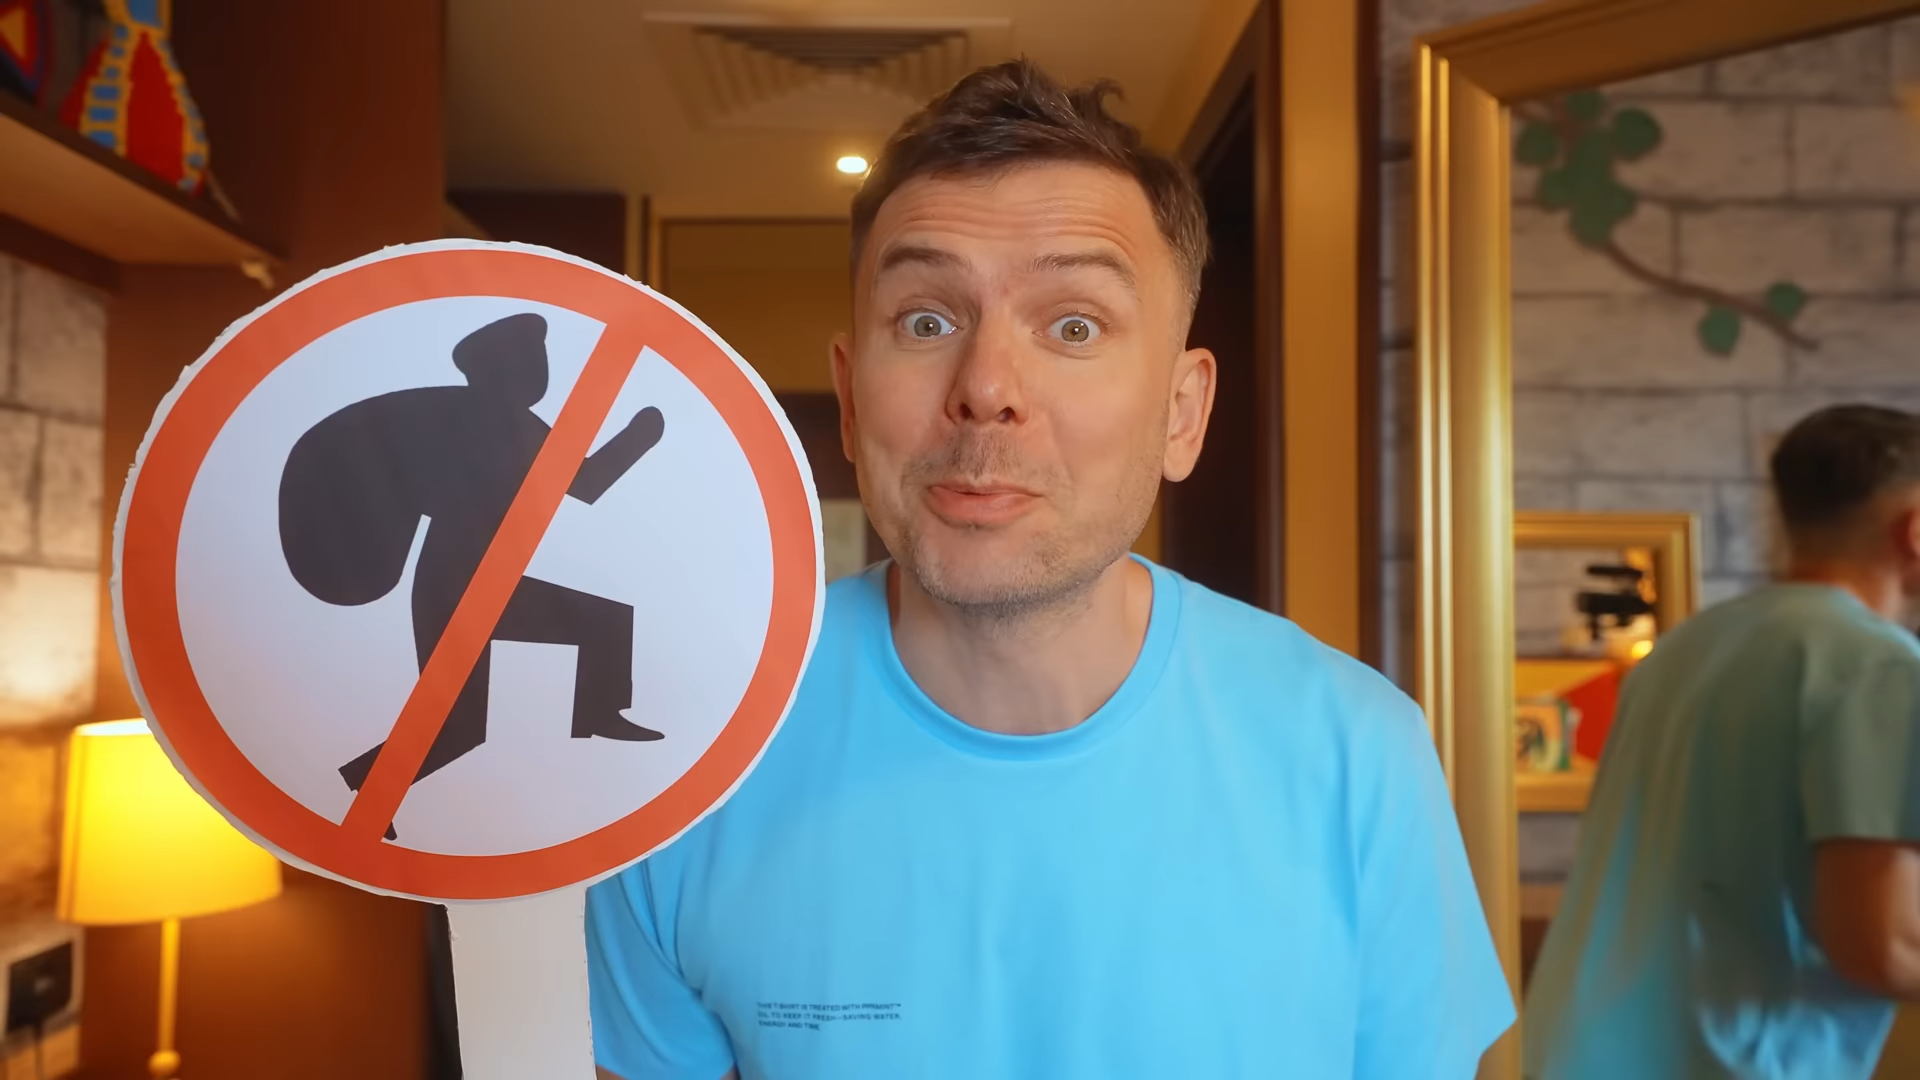 THIS T-SHIRT IS TREATED WITH PPRMINT™
OIL TO KEEP IT FRESH—SAVING WATER,
ENERGY AND TIME.